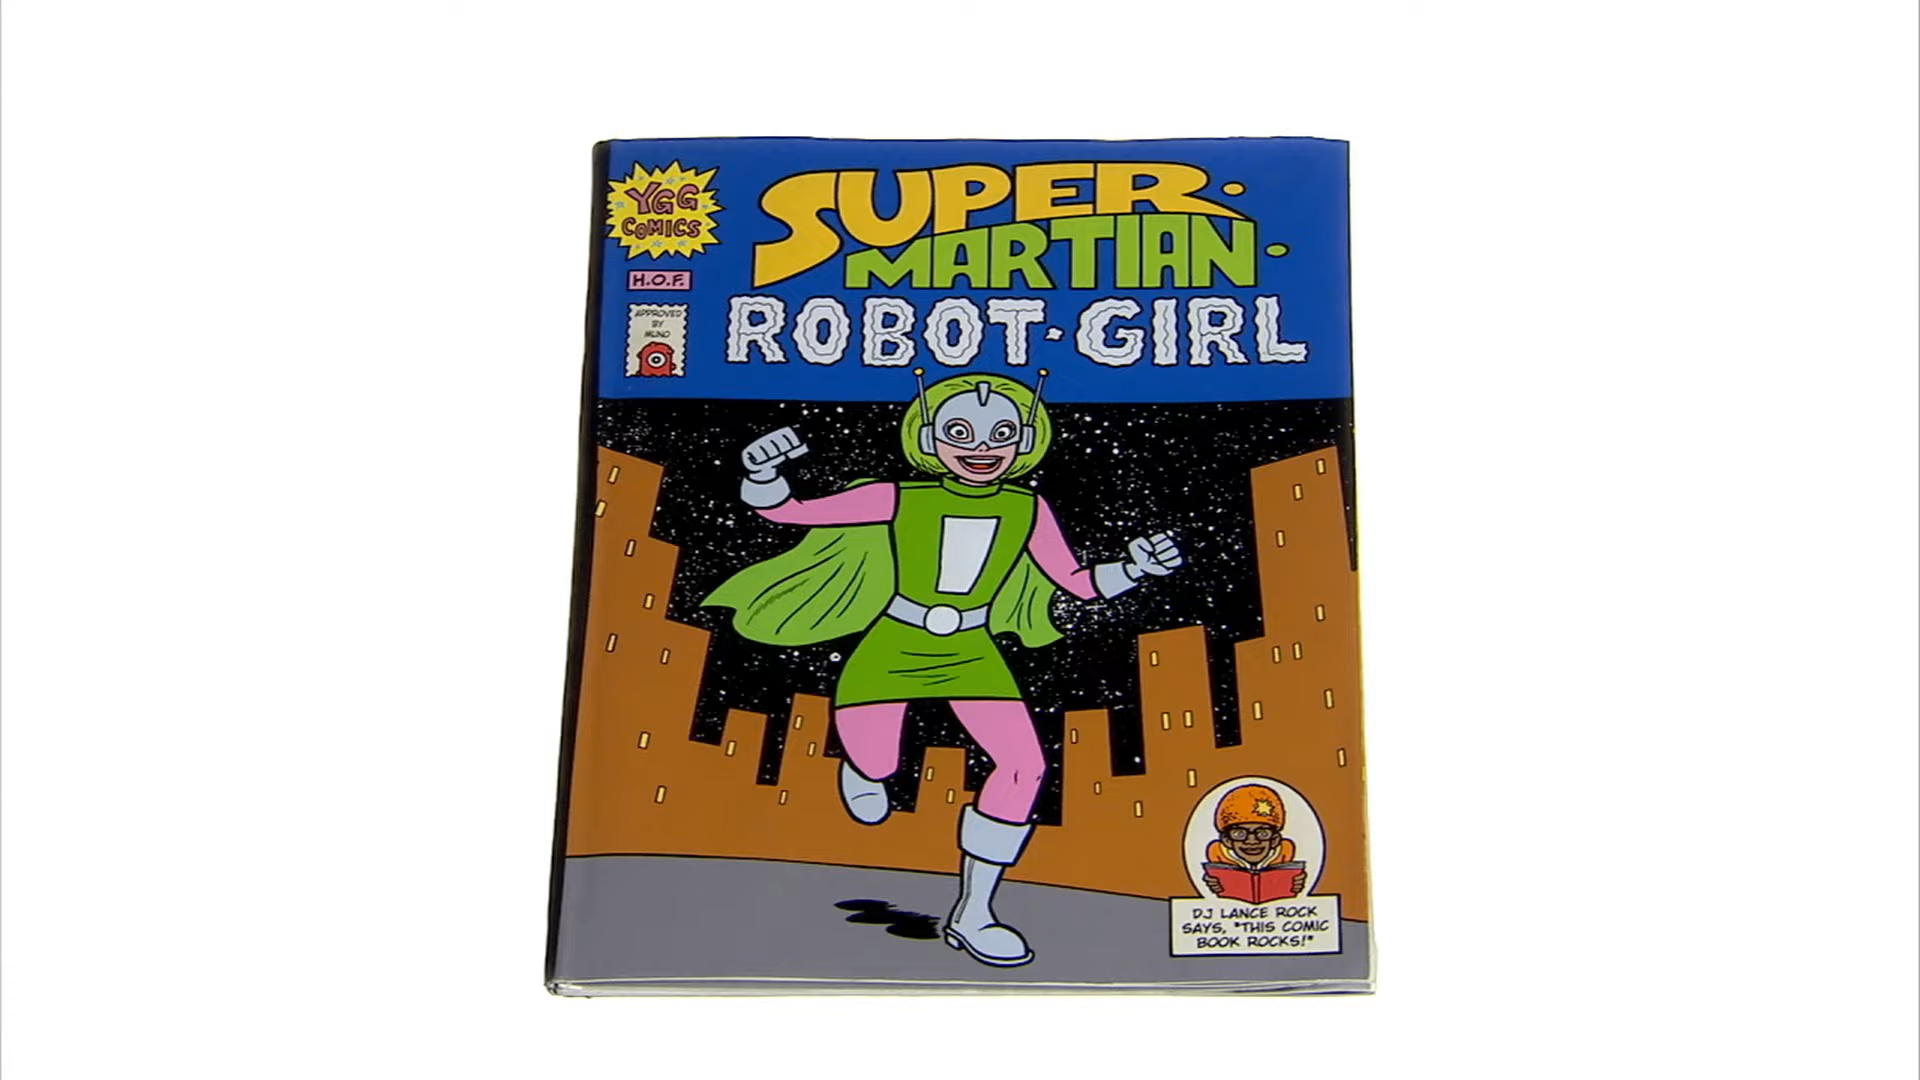 YGG
COMICS
H.O.F.
APPROVED
BY
MUNO
SUPER·
MARTIAN·
ROBOT·GIRL
DJ LANCE ROCK
SAYS, "THIS COMIC
BOOK ROCKS!"